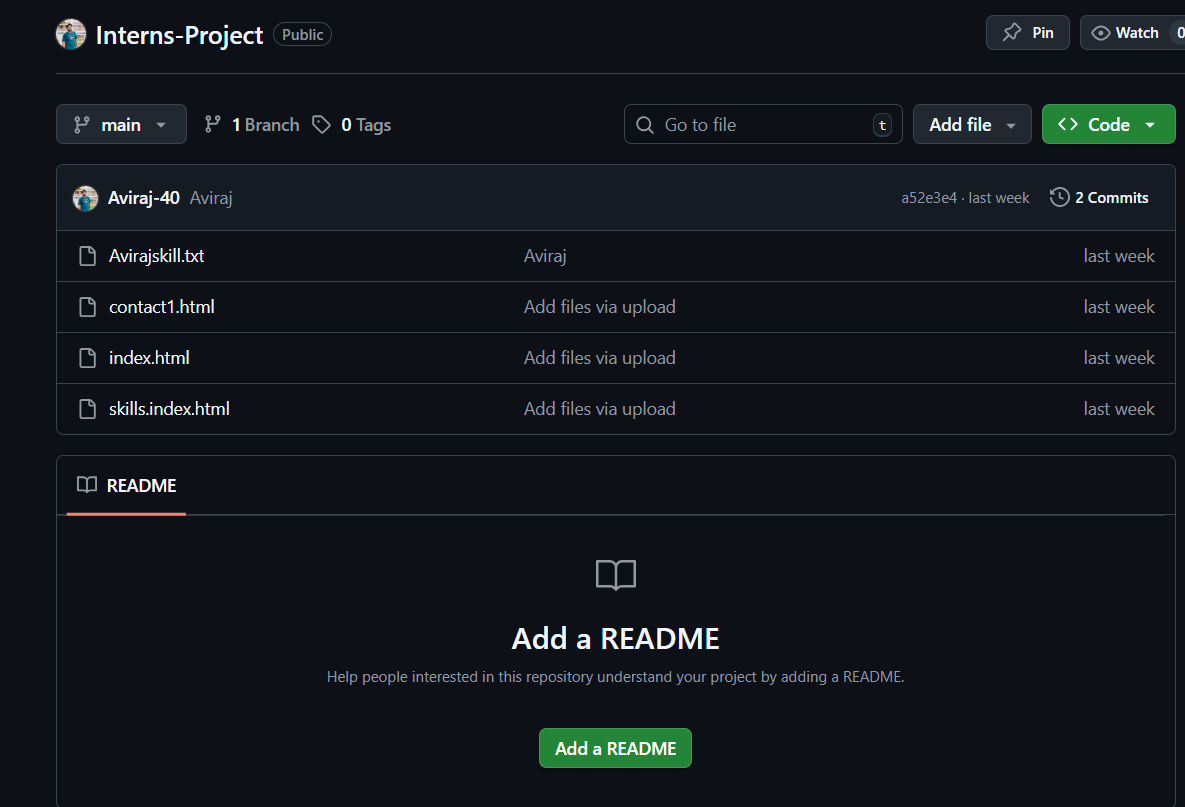 Interns-Project Public Pin Watch 0
main 1 Branch 0 Tags Go to file t Add file Code
Aviraj-40 Aviraj a52e3e4 · last week 2 Commits
Avirajskill.txt Aviraj last week
contact1.html Add files via upload last week
index.html Add files via upload last week
skills.index.html Add files via upload last week
README
Add a README
Help people interested in this repository understand your project by adding a README.
Add a README